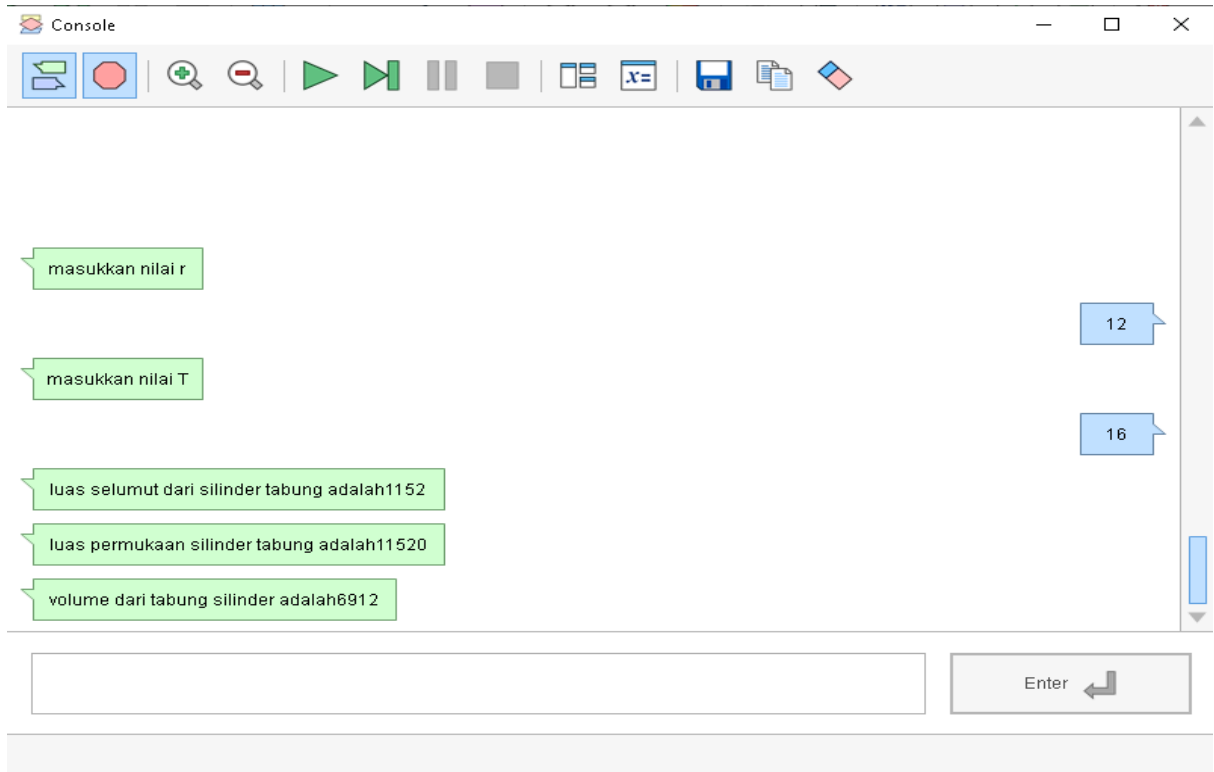 Console
x=
masukkan nilai r
12
masukkan nilai T
16
luas selumut dari silinder tabung adalah1152
luas permukaan silinder tabung adalah11520
volume dari tabung silinder adalah6912
Enter